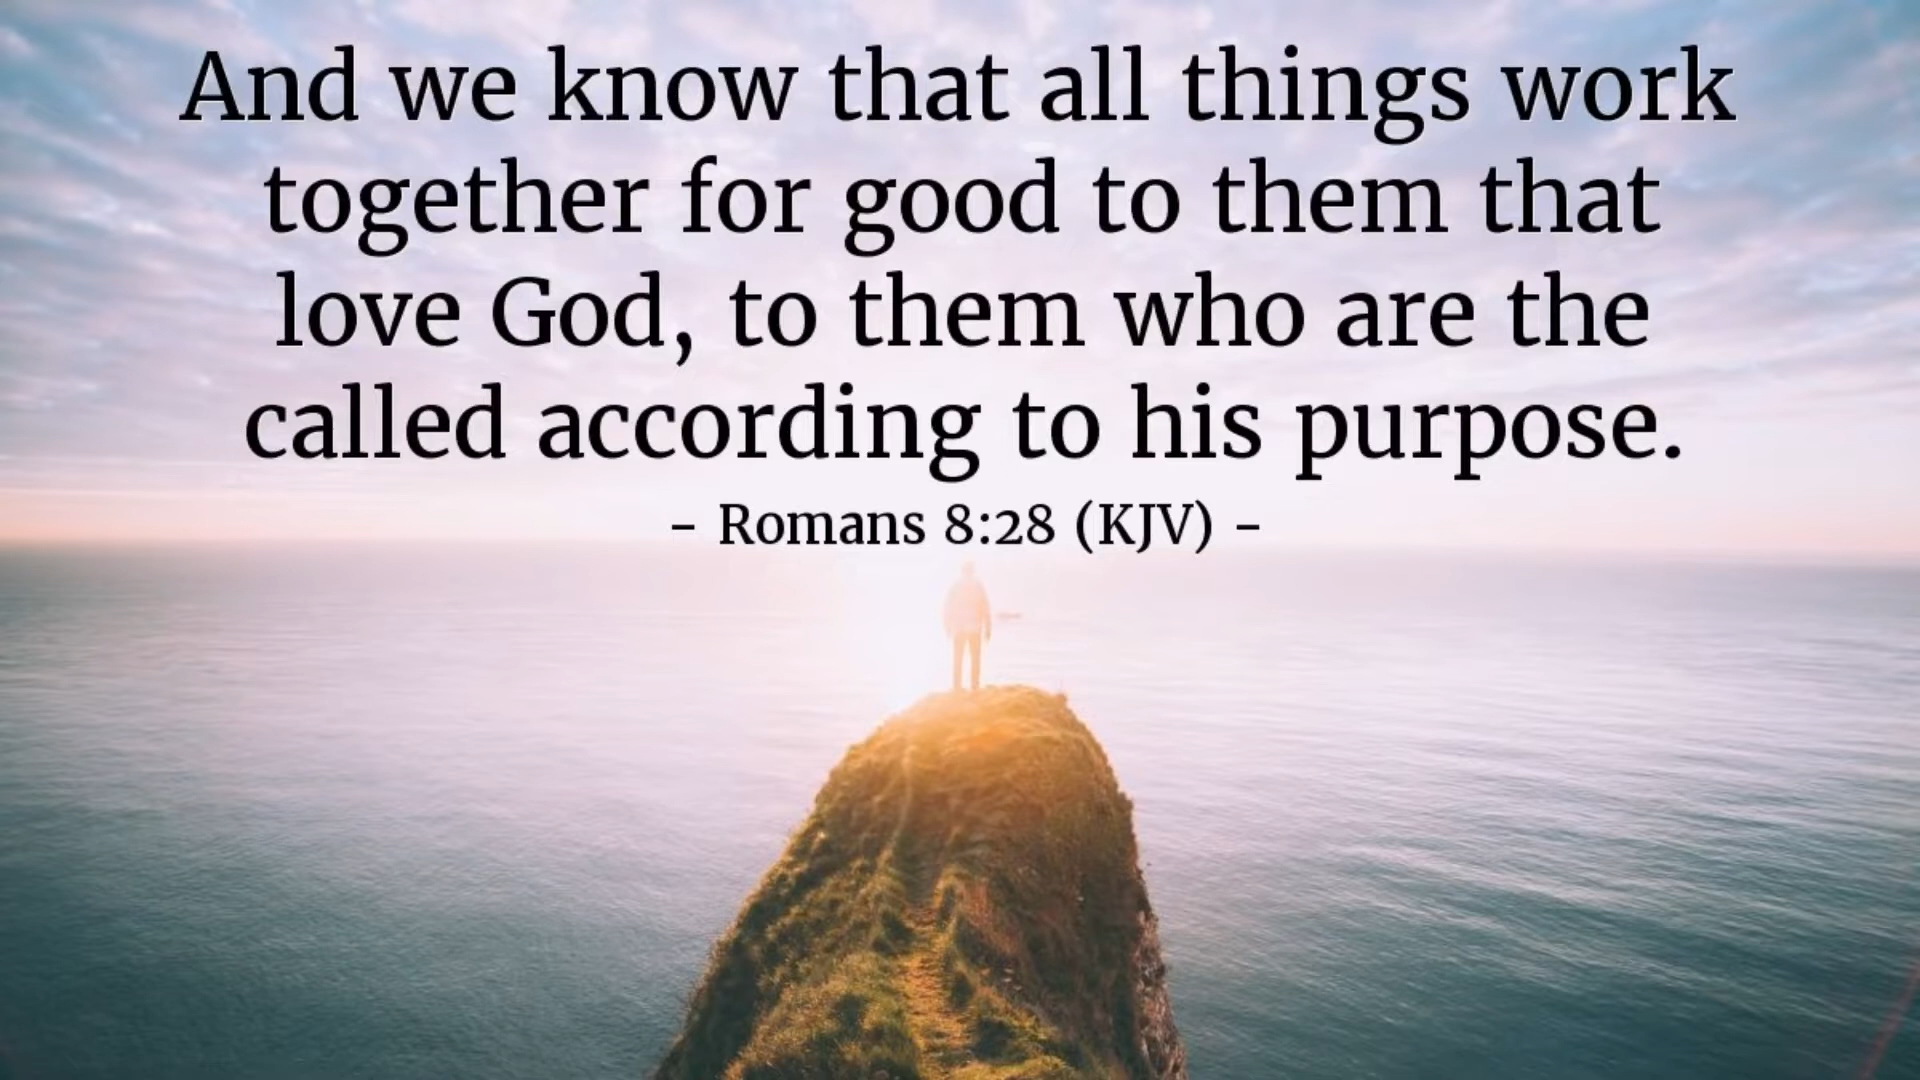 And we know that all things work
together for good to them that
love God, to them who are the
called according to his purpose.
– Romans 8:28 (KJV) –